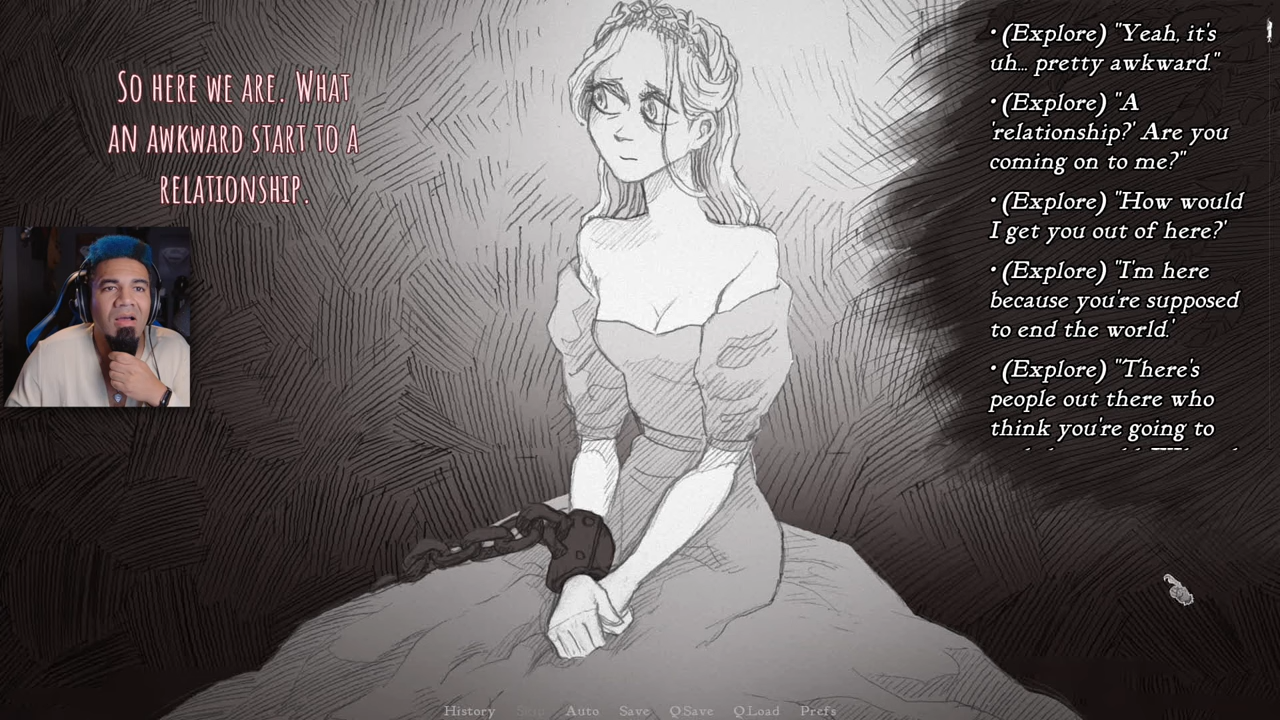 SO HERE WE ARE. WHAT
AN AWKWARD START TO A
RELATIONSHIP.
• (Explore) "Yeah, it's
uh... pretty awkward."
• (Explore) "A
'relationship?' Are you
coming on to me?"
• (Explore) "How would
I get you out of here?'
• (Explore) "I'm here
because you're supposed
to end the world.'
• (Explore) "There's
people out there who
think you're going to
History Skip Auto Save Q.Save Q.Load Prefs